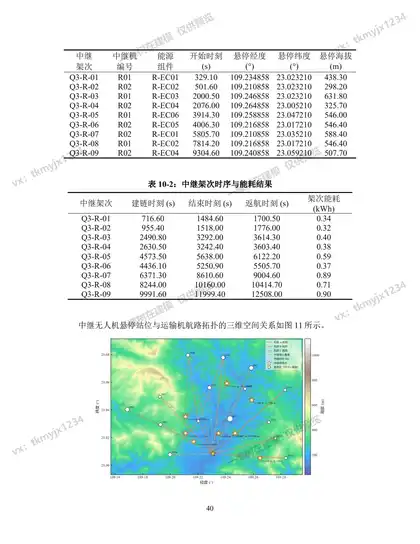 中继 中继机 能源 开始时刻 悬停经度 悬停纬度 悬停海拔
架次 编号 组件 (s) (°) (°) (m)
Q3-R-01 R01 R-EC01 329.10 109.234858 23.023210 438.30
Q3-R-02 R02 R-EC02 501.60 109.210858 23.023210 298.20
Q3-R-03 R01 R-EC03 2000.50 109.246858 23.023210 631.80
Q3-R-04 R02 R-EC04 2076.00 109.264858 23.005210 325.70
Q3-R-05 R01 R-EC06 3914.30 109.258858 23.047210 546.00
Q3-R-06 R02 R-EC05 4006.30 109.216858 23.017210 546.40
Q3-R-07 R02 R-EC01 5805.70 109.210858 23.035210 588.40
Q3-R-08 R01 R-EC02 7814.20 109.216858 23.017210 546.40
Q3-R-09 R02 R-EC04 9304.60 109.240858 23.059210 507.70
表 10-2：中继架次时序与能耗结果
中继架次 建链时刻 (s) 结束时刻 (s) 返航时刻 (s) 架次能耗
(kWh)
Q3-R-01 716.60 1484.60 1700.50 0.34
Q3-R-02 955.40 1518.00 1776.00 0.32
Q3-R-03 2490.80 3292.00 3614.30 0.40
Q3-R-04 2630.50 3242.40 3603.40 0.38
Q3-R-05 4573.50 5638.00 6122.20 0.59
Q3-R-06 4436.10 5250.90 5505.70 0.37
Q3-R-07 6371.30 8610.60 9004.60 0.89
Q3-R-08 8244.00 10160.00 10414.70 0.71
Q3-R-09 9991.60 11999.40 12508.00 0.90
中继无人机悬停站位与运输机航路拓扑的三维空间关系如图 11 所示。
40
vx: tkmyjx1234